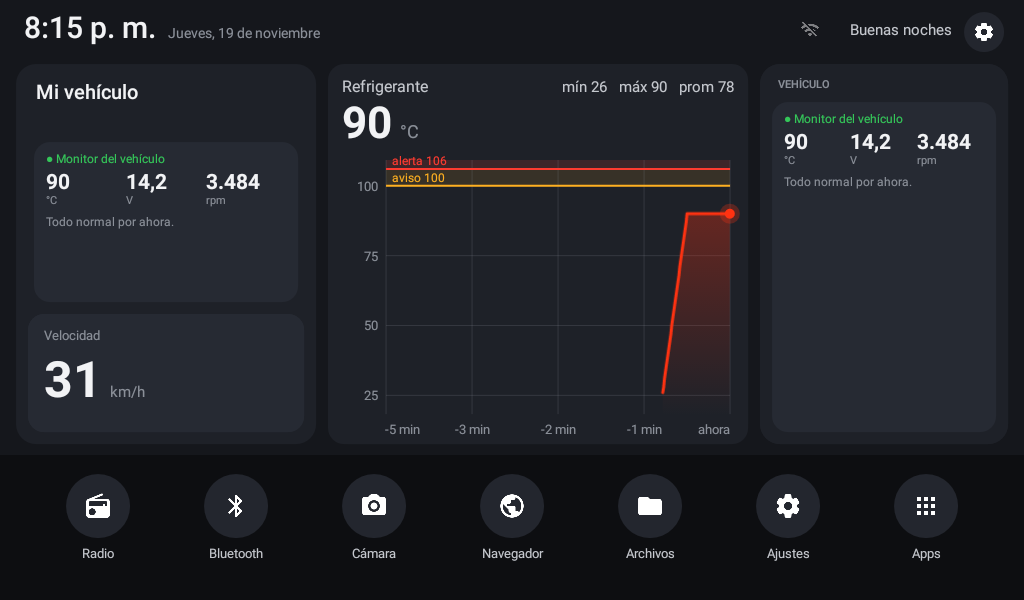 8:15 p. m. Jueves, 19 de noviembre
Buenas noches
Mi vehículo
● Monitor del vehículo
90 14,2 3.484
°C V rpm
Todo normal por ahora.
Velocidad
31 km/h
Refrigerante mín 26 máx 90 prom 78
90 °C
alerta 106
aviso 100
100
75
50
25
-5 min -3 min -2 min -1 min ahora
VEHÍCULO
● Monitor del vehículo
90 14,2 3.484
°C V rpm
Todo normal por ahora.
Radio Bluetooth Cámara Navegador Archivos Ajustes Apps